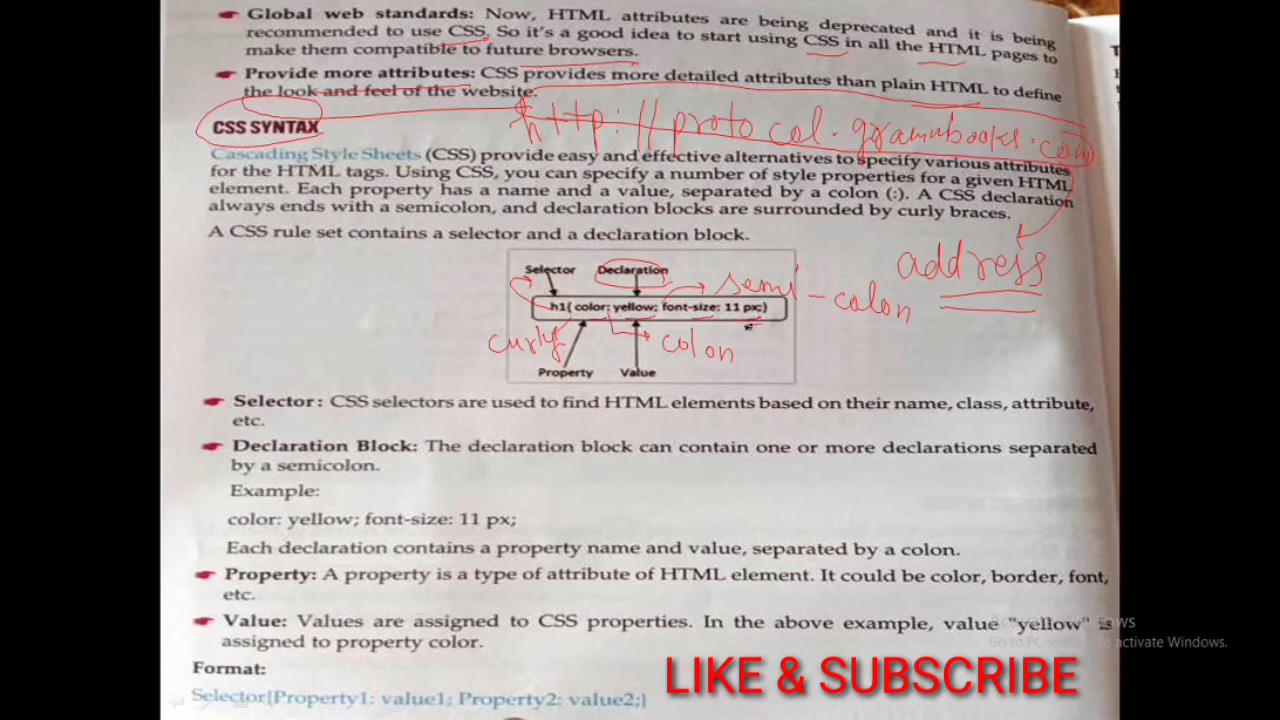 Global web standards: Now, HTML attributes are being deprecated and it is being
recommended to use CSS. So it's a good idea to start using CSS in all the HTML pages to
make them compatible to future browsers.
Provide more attributes: CSS provides more detailed attributes than plain HTML to define
the look and feel of the website.
http://protocol.gramnbooks.com
CSS SYNTAX
Cascading Style Sheets (CSS) provide easy and effective alternatives to specify various attributes
for the HTML tags. Using CSS, you can specify a number of style properties for a given HTML
element. Each property has a name and a value, separated by a colon (:). A CSS declaration
always ends with a semicolon, and declaration blocks are surrounded by curly braces.
A CSS rule set contains a selector and a declaration block.
address
Selector Declaration
semi-colon
h1{ color: yellow; font-size: 11 px;}
curly colon
Property Value
Selector: CSS selectors are used to find HTML elements based on their name, class, attribute,
etc.
Declaration Block: The declaration block can contain one or more declarations separated
by a semicolon.
Example:
color: yellow; font-size: 11 px;
Each declaration contains a property name and value, separated by a colon.
Property: A property is a type of attribute of HTML element. It could be color, border, font,
etc.
Value: Values are assigned to CSS properties. In the above example, value "yellow" is
assigned to property color.
Format:
Selector{Property1: value1; Property2: value2;}
LIKE & SUBSCRIBE
Go to PC to activate Windows.